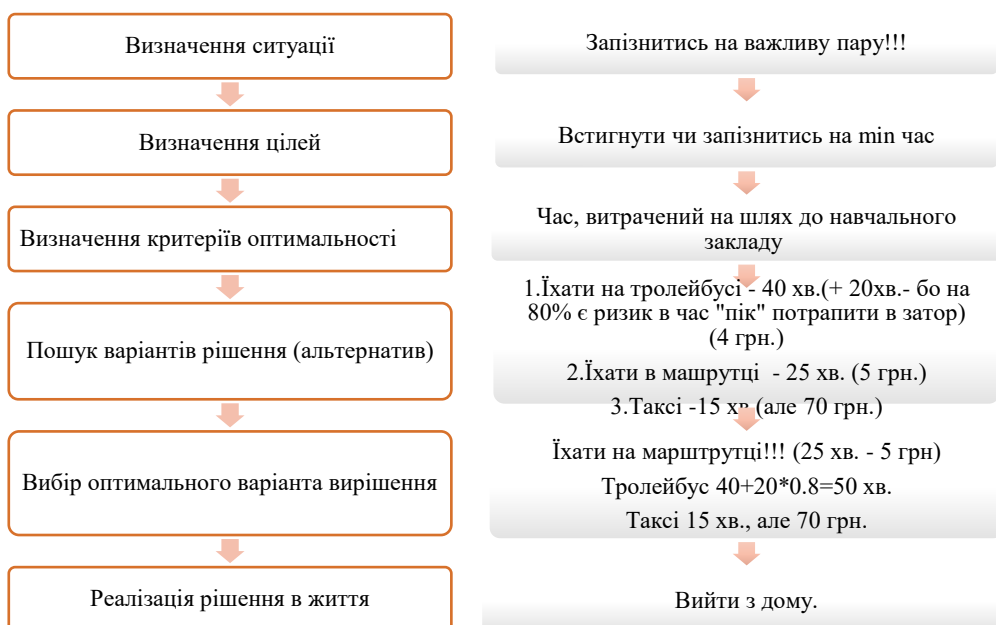 Визначення ситуації
Визначення цілей
Визначення критеріїв оптимальності
Пошук варіантів рішення (альтернатив)
Вибір оптимального варіанта вирішення
Реалізація рішення в життя
Запізнитись на важливу пару!!!
Встигнути чи запізнитись на min час
Час, витрачений на шлях до навчального
закладу
1.Їхати на тролейбусі - 40 хв.(+ 20хв.- бо на
80% є ризик в час "пік" потрапити в затор)
(4 грн.)
2.Їхати в машрутці - 25 хв. (5 грн.)
3.Таксі -15 хв.(але 70 грн.)
Їхати на марштрутці!!! (25 хв. - 5 грн)
Тролейбус 40+20*0.8=50 хв.
Таксі 15 хв., але 70 грн.
Вийти з дому.